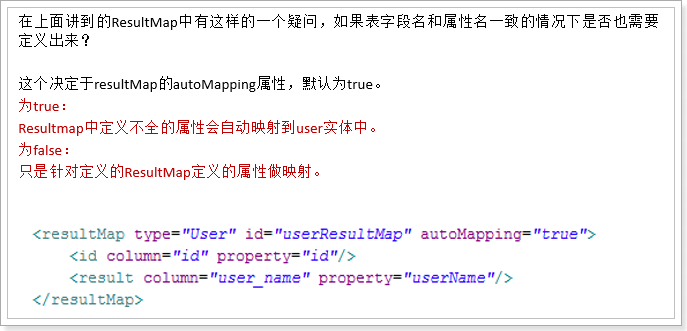 在上面讲到的ResultMap中有这样的一个疑问，如果表字段名和属性名一致的情况下是否也需要
定义出来？
这个决定于resultMap的autoMapping属性，默认为true。
为true：
Resultmap中定义不全的属性会自动映射到user实体中。
为false：
只是针对定义的ResultMap定义的属性做映射。
<resultMap type="User" id="userResultMap" autoMapping="true">
    <id column="id" property="id"/>
    <result column="user_name" property="userName"/>
</resultMap>